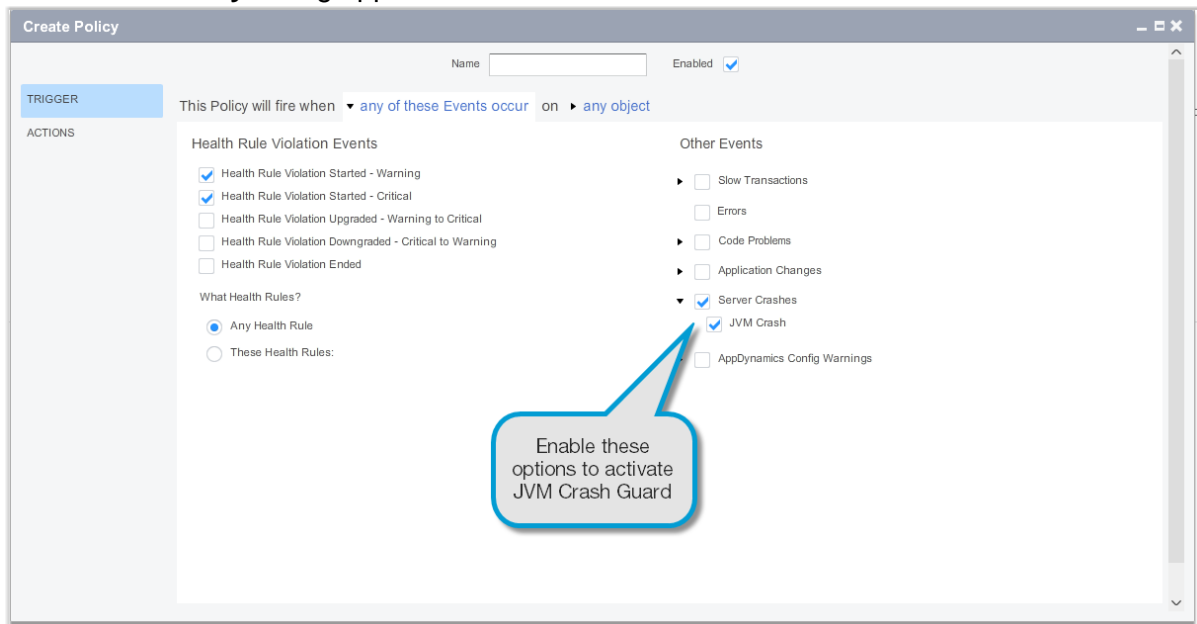 Create Policy
Name
Enabled
TRIGGER
ACTIONS
This Policy will fire when any of these Events occur on any object
Health Rule Violation Events
Health Rule Violation Started - Warning
Health Rule Violation Started - Critical
Health Rule Violation Upgraded - Warning to Critical
Health Rule Violation Downgraded - Critical to Warning
Health Rule Violation Ended
What Health Rules?
Any Health Rule
These Health Rules:
Other Events
Slow Transactions
Errors
Code Problems
Application Changes
Server Crashes
JVM Crash
AppDynamics Config Warnings
Enable these
options to activate
JVM Crash Guard